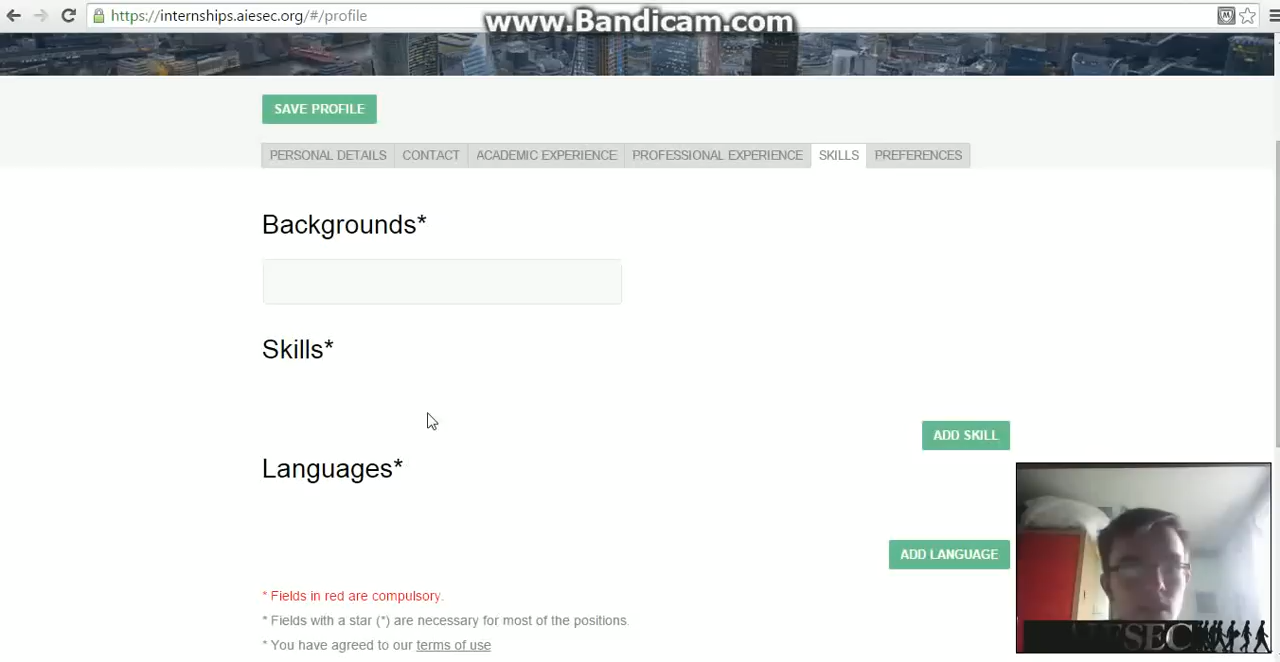 https://internships.aiesec.org/#/profile
www.Bandicam.com
SAVE PROFILE
PERSONAL DETAILS CONTACT ACADEMIC EXPERIENCE PROFESSIONAL EXPERIENCE SKILLS PREFERENCES
Backgrounds*
Skills*
ADD SKILL
Languages*
ADD LANGUAGE
* Fields in red are compulsory.
* Fields with a star (*) are necessary for most of the positions.
* You have agreed to our terms of use
AIESEC